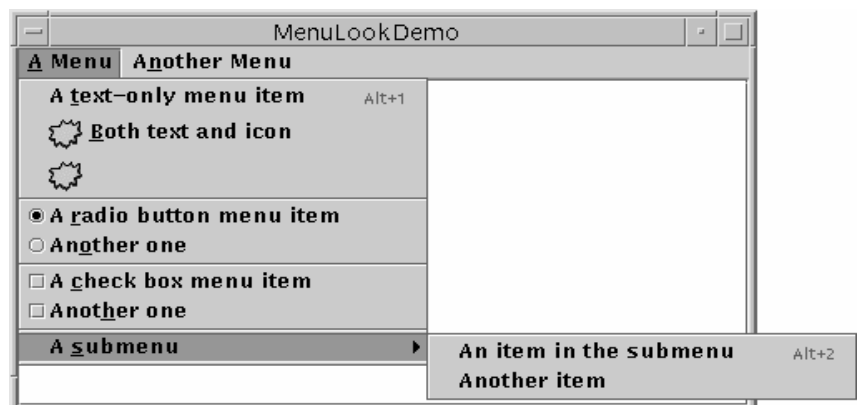 MenuLookDemo
A Menu Another Menu
A text-only menu item Alt+1
Both text and icon
A radio button menu item
Another one
A check box menu item
Another one
A submenu
An item in the submenu Alt+2
Another item